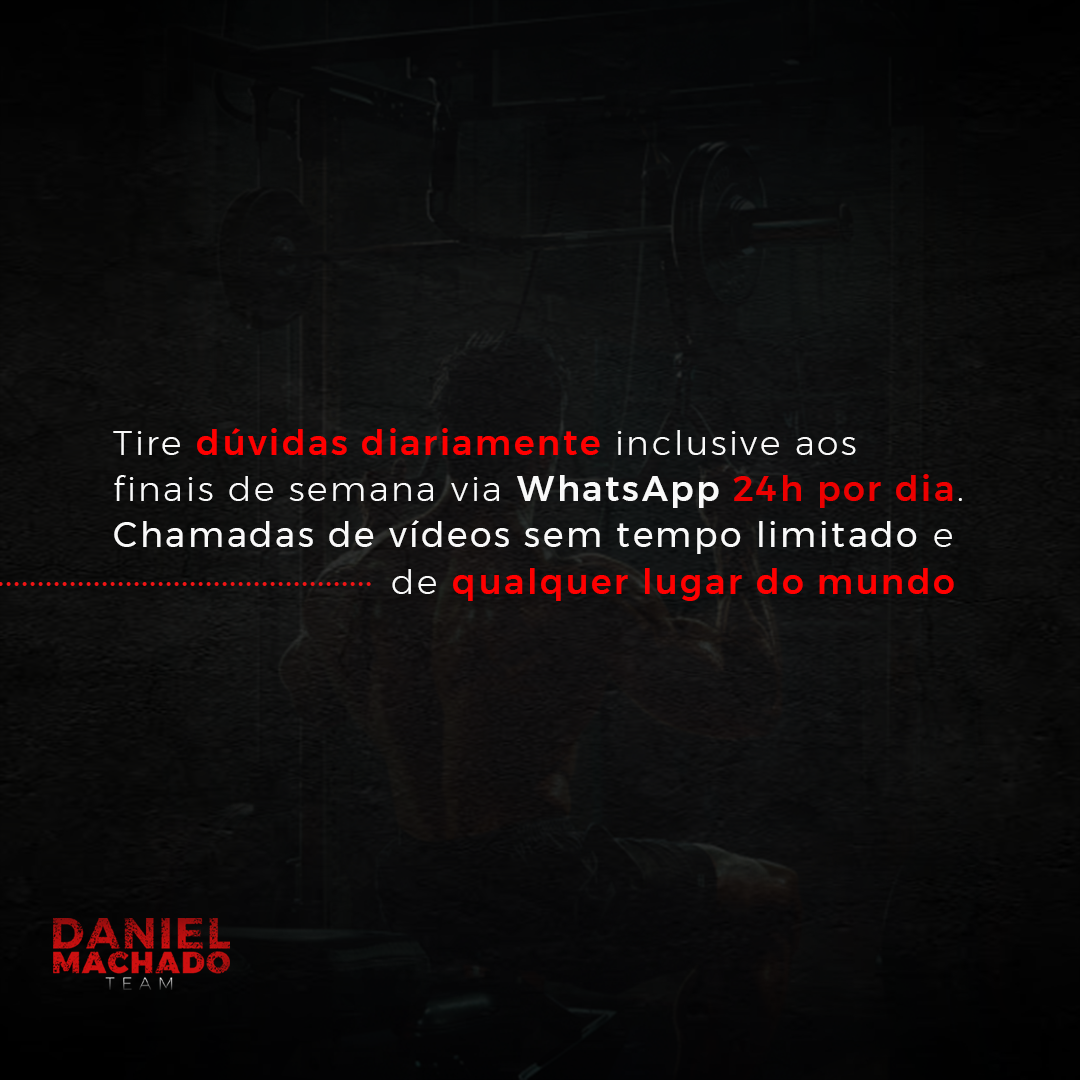 Tire dúvidas diariamente inclusive aos
finais de semana via WhatsApp 24h por dia.
Chamadas de vídeos sem tempo limitado e
de qualquer lugar do mundo
DANIEL
MACHADO
TEAM